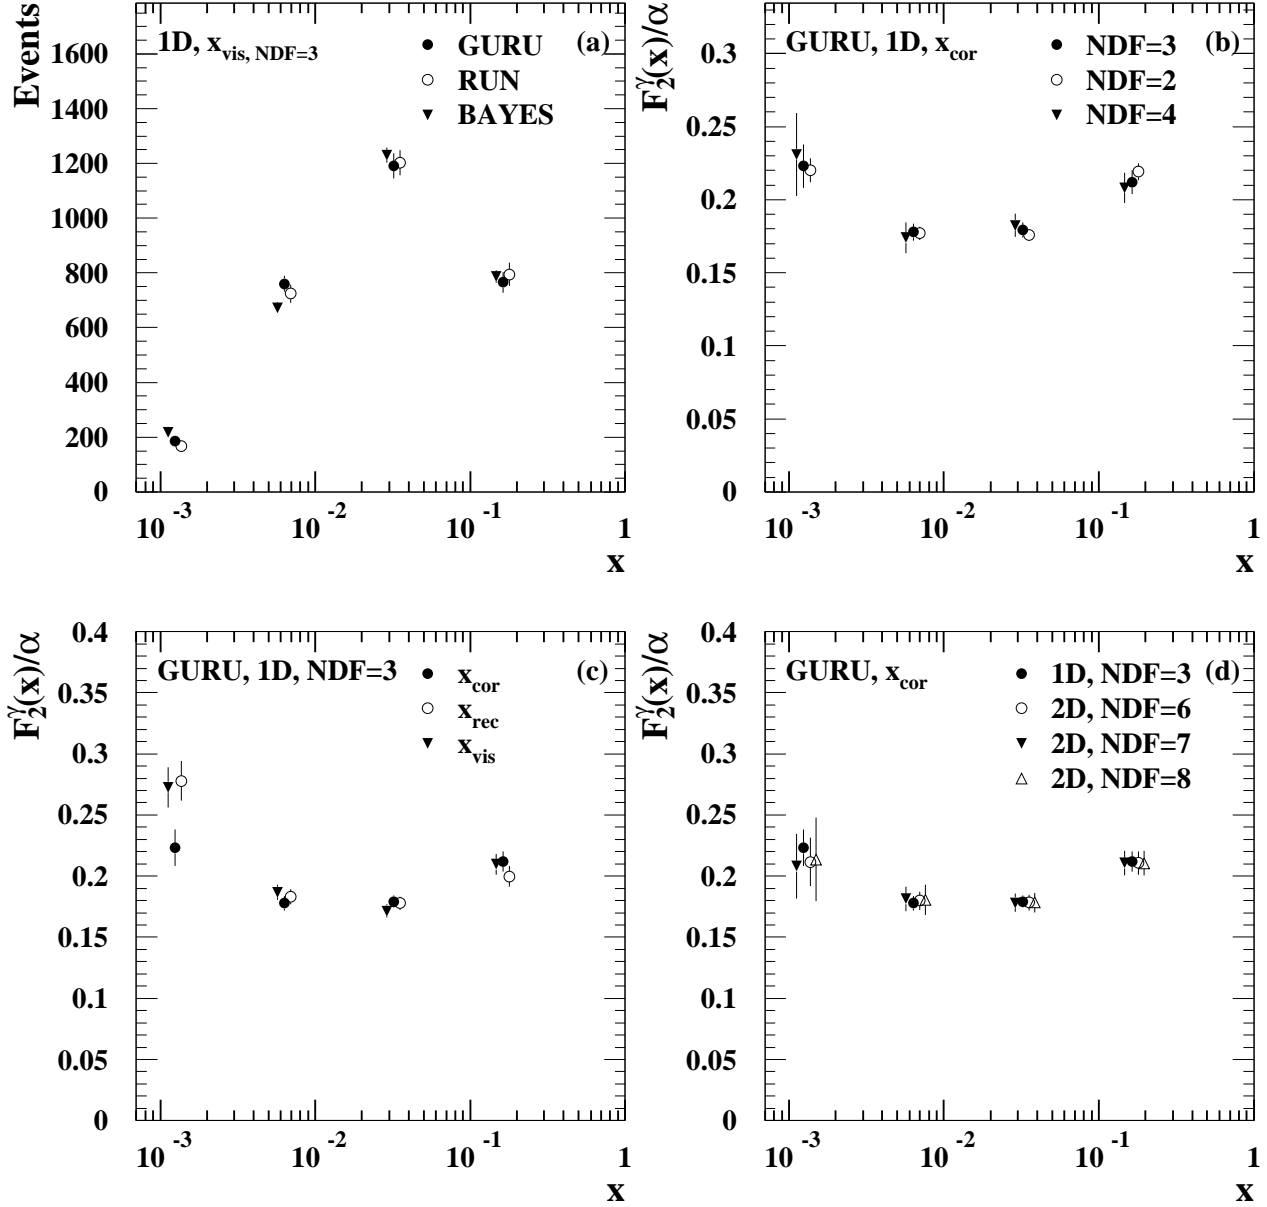 Events
1D, x_vis, NDF=3
(a)
GURU
RUN
BAYES
1600
1400
1200
1000
800
600
400
200
0
10^-3
10^-2
10^-1
1
x
F_2^γ(x)/α
GURU, 1D, x_cor
(b)
NDF=3
NDF=2
NDF=4
0.3
0.25
0.2
0.15
0.1
0.05
0
10^-3
10^-2
10^-1
1
x
F_2^γ(x)/α
GURU, 1D, NDF=3
(c)
x_cor
x_rec
x_vis
0.4
0.35
0.3
0.25
0.2
0.15
0.1
0.05
0
10^-3
10^-2
10^-1
1
x
F_2^γ(x)/α
GURU, x_cor
(d)
1D, NDF=3
2D, NDF=6
2D, NDF=7
2D, NDF=8
0.4
0.35
0.3
0.25
0.2
0.15
0.1
0.05
0
10^-3
10^-2
10^-1
1
x